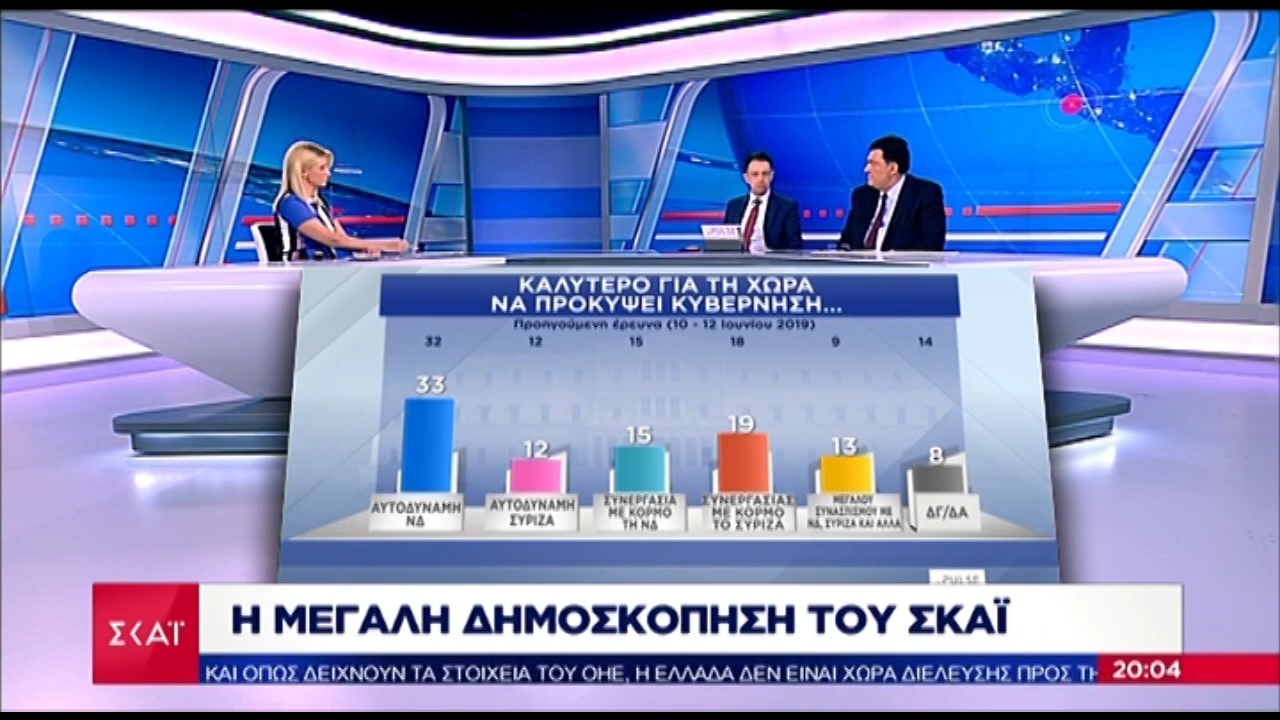 PULSE
ΚΑΛΥΤΕΡΟ ΓΙΑ ΤΗ ΧΩΡΑ
ΝΑ ΠΡΟΚΥΨΕΙ ΚΥΒΕΡΝΗΣΗ...
Προηγούμενη έρευνα (10 - 12 Ιουνίου 2019)
32 12 15 18 9 14
33 12 15 19 13 8
ΑΥΤΟΔΥΝΑΜΗ
ΝΔ
ΑΥΤΟΔΥΝΑΜΗ
ΣΥΡΙΖΑ
ΣΥΝΕΡΓΑΣΙΑ
ΜΕ ΚΟΡΜΟ
ΤΗ ΝΔ
ΣΥΝΕΡΓΑΣΙΑΣ
ΜΕ ΚΟΡΜΟ
ΤΟ ΣΥΡΙΖΑ
ΜΕΓΑΛΟΥ
ΣΥΝΑΣΠΙΣΜΟΥ ΜΕ
ΝΔ, ΣΥΡΙΖΑ ΚΑΙ ΑΛΛΑ
ΔΓ/ΔΑ
PULSE
ΣΚΑΪ
Η ΜΕΓΑΛΗ ΔΗΜΟΣΚΟΠΗΣΗ ΤΟΥ ΣΚΑΪ
ΚΑΙ ΟΠΩΣ ΔΕΙΧΝΟΥΝ ΤΑ ΣΤΟΙΧΕΙΑ ΤΟΥ ΟΗΕ, Η ΕΛΛΑΔΑ ΔΕΝ ΕΙΝΑΙ ΧΩΡΑ ΔΙΕΛΕΥΣΗΣ ΠΡΟΣ ΤΗ
20:04